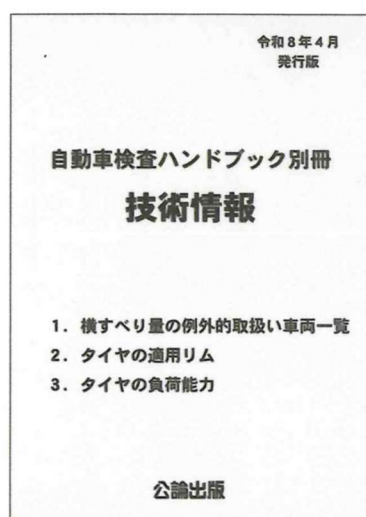 令和8年4月
発行版
自動車検査ハンドブック別冊
技術情報
1．横すべり量の例外的取扱い車両一覧
2．タイヤの適用リム
3．タイヤの負荷能力
公論出版